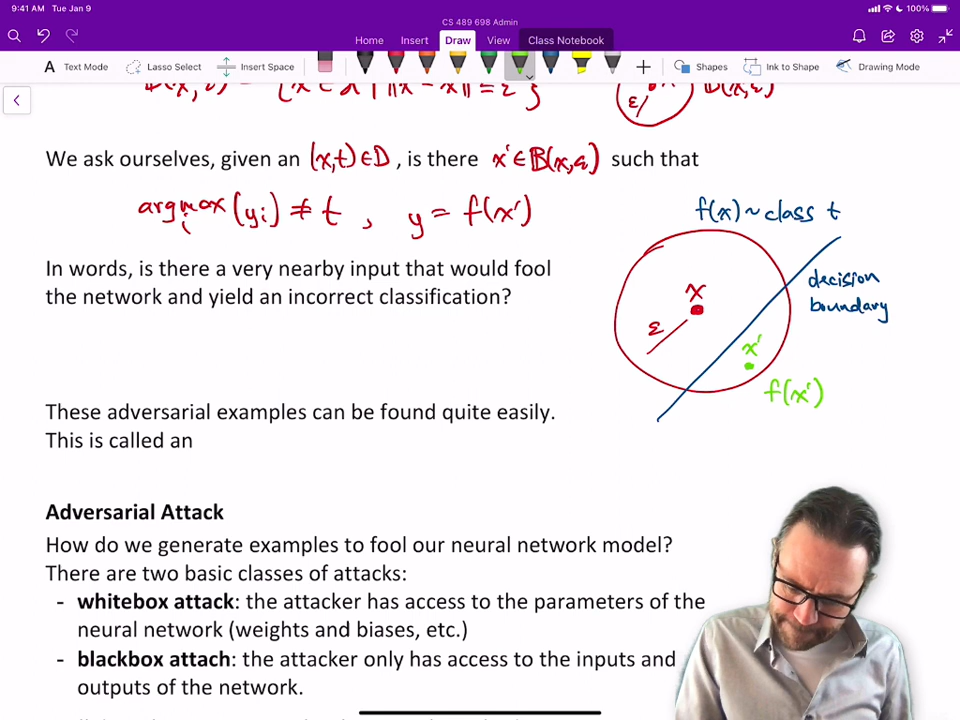 9:41 AM Tue Jan 9
100%
CS 489 698 Admin
Home Insert Draw View Class Notebook
A Text Mode Lasso Select Insert Space Shapes Ink to Shape Drawing Mode
B(x,ε)
ε
We ask ourselves, given an (x,t) ∈ D, is there x' ∈ B(x,ε) such that
argmax (yi) ≠ t , y = f(x')
i
f(x) ~ class t
In words, is there a very nearby input that would fool
the network and yield an incorrect classification?
decision
boundary
x
ε
x'
f(x')
These adversarial examples can be found quite easily.
This is called an
Adversarial Attack
How do we generate examples to fool our neural network model?
There are two basic classes of attacks:
- whitebox attack: the attacker has access to the parameters of the
neural network (weights and biases, etc.)
- blackbox attach: the attacker only has access to the inputs and
outputs of the network.